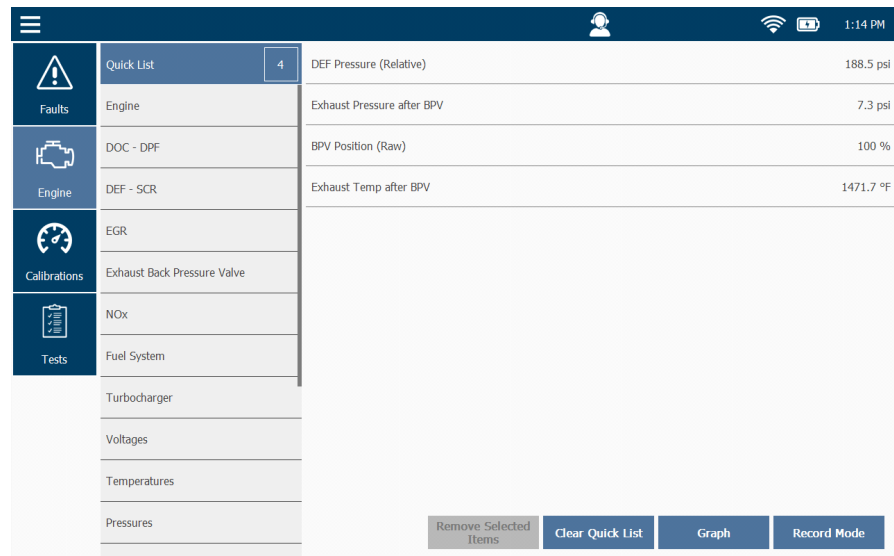 1:14 PM
Faults
Engine
Calibrations
Tests
Quick List 4
Engine
DOC - DPF
DEF - SCR
EGR
Exhaust Back Pressure Valve
NOx
Fuel System
Turbocharger
Voltages
Temperatures
Pressures
DEF Pressure (Relative) 188.5 psi
Exhaust Pressure after BPV 7.3 psi
BPV Position (Raw) 100 %
Exhaust Temp after BPV 1471.7 °F
Remove Selected
Items
Clear Quick List
Graph
Record Mode